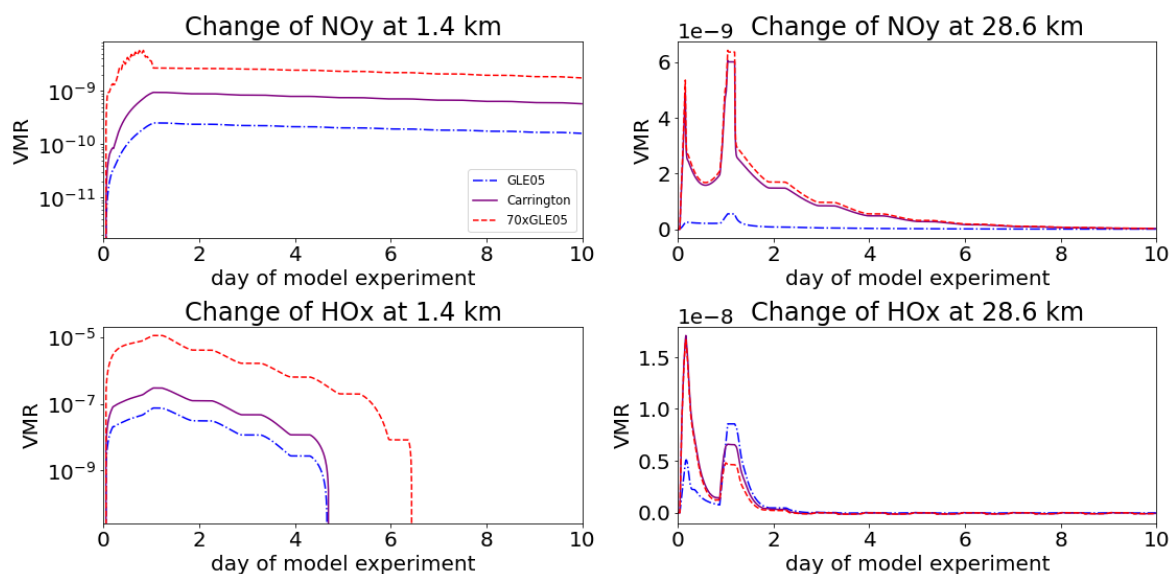 Change of NOy at 1.4 km
VMR
10⁻⁹
10⁻¹⁰
10⁻¹¹
GLE05
Carrington
70xGLE05
0 2 4 6 8 10
day of model experiment
Change of NOy at 28.6 km
1e−9
VMR
6
4
2
0
0 2 4 6 8 10
day of model experiment
Change of HOx at 1.4 km
VMR
10⁻⁵
10⁻⁷
10⁻⁹
0 2 4 6 8 10
day of model experiment
Change of HOx at 28.6 km
1e−8
VMR
1.5
1.0
0.5
0.0
0 2 4 6 8 10
day of model experiment